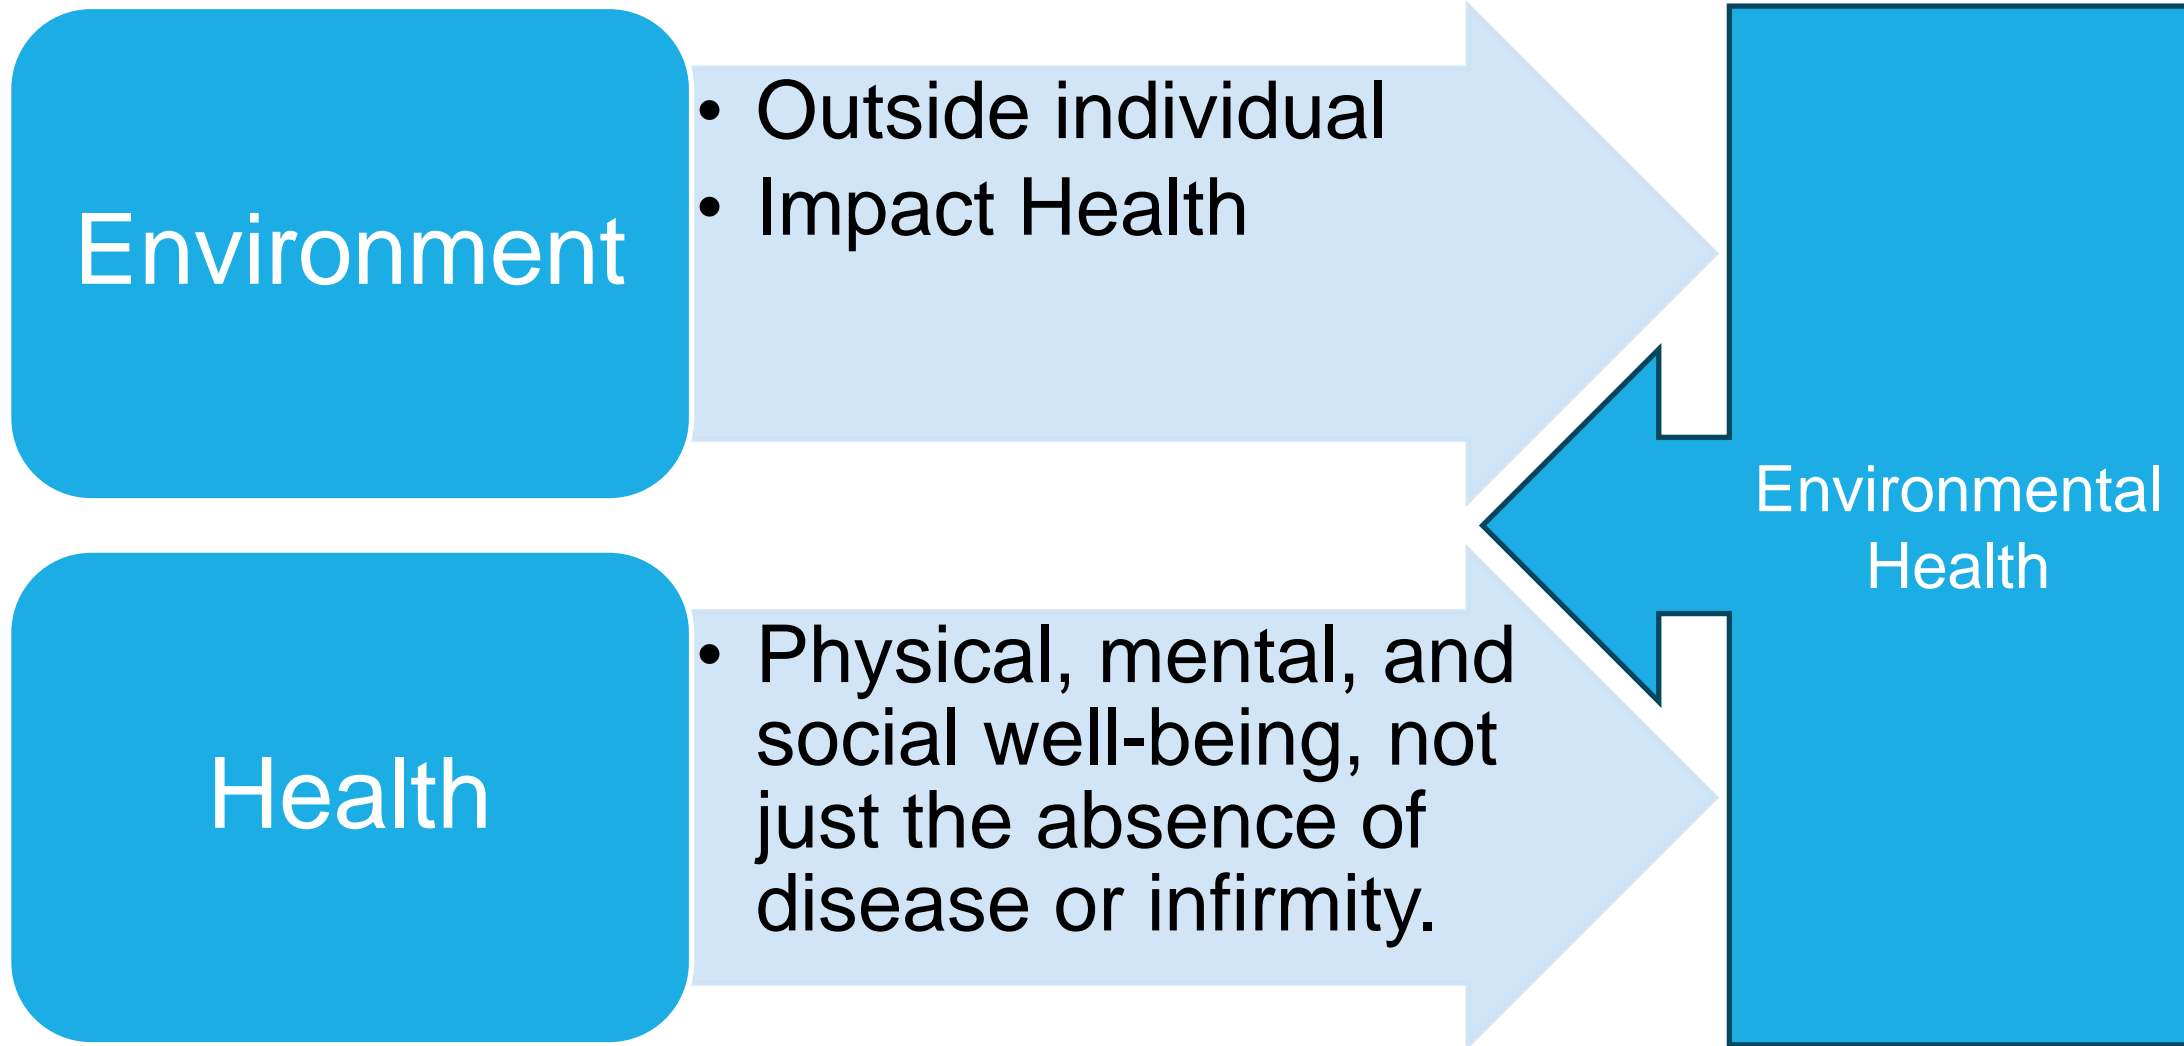 Environment
• Outside individual
• Impact Health
Health
• Physical, mental, and
social well-being, not
just the absence of
disease or infirmity.
Environmental
Health